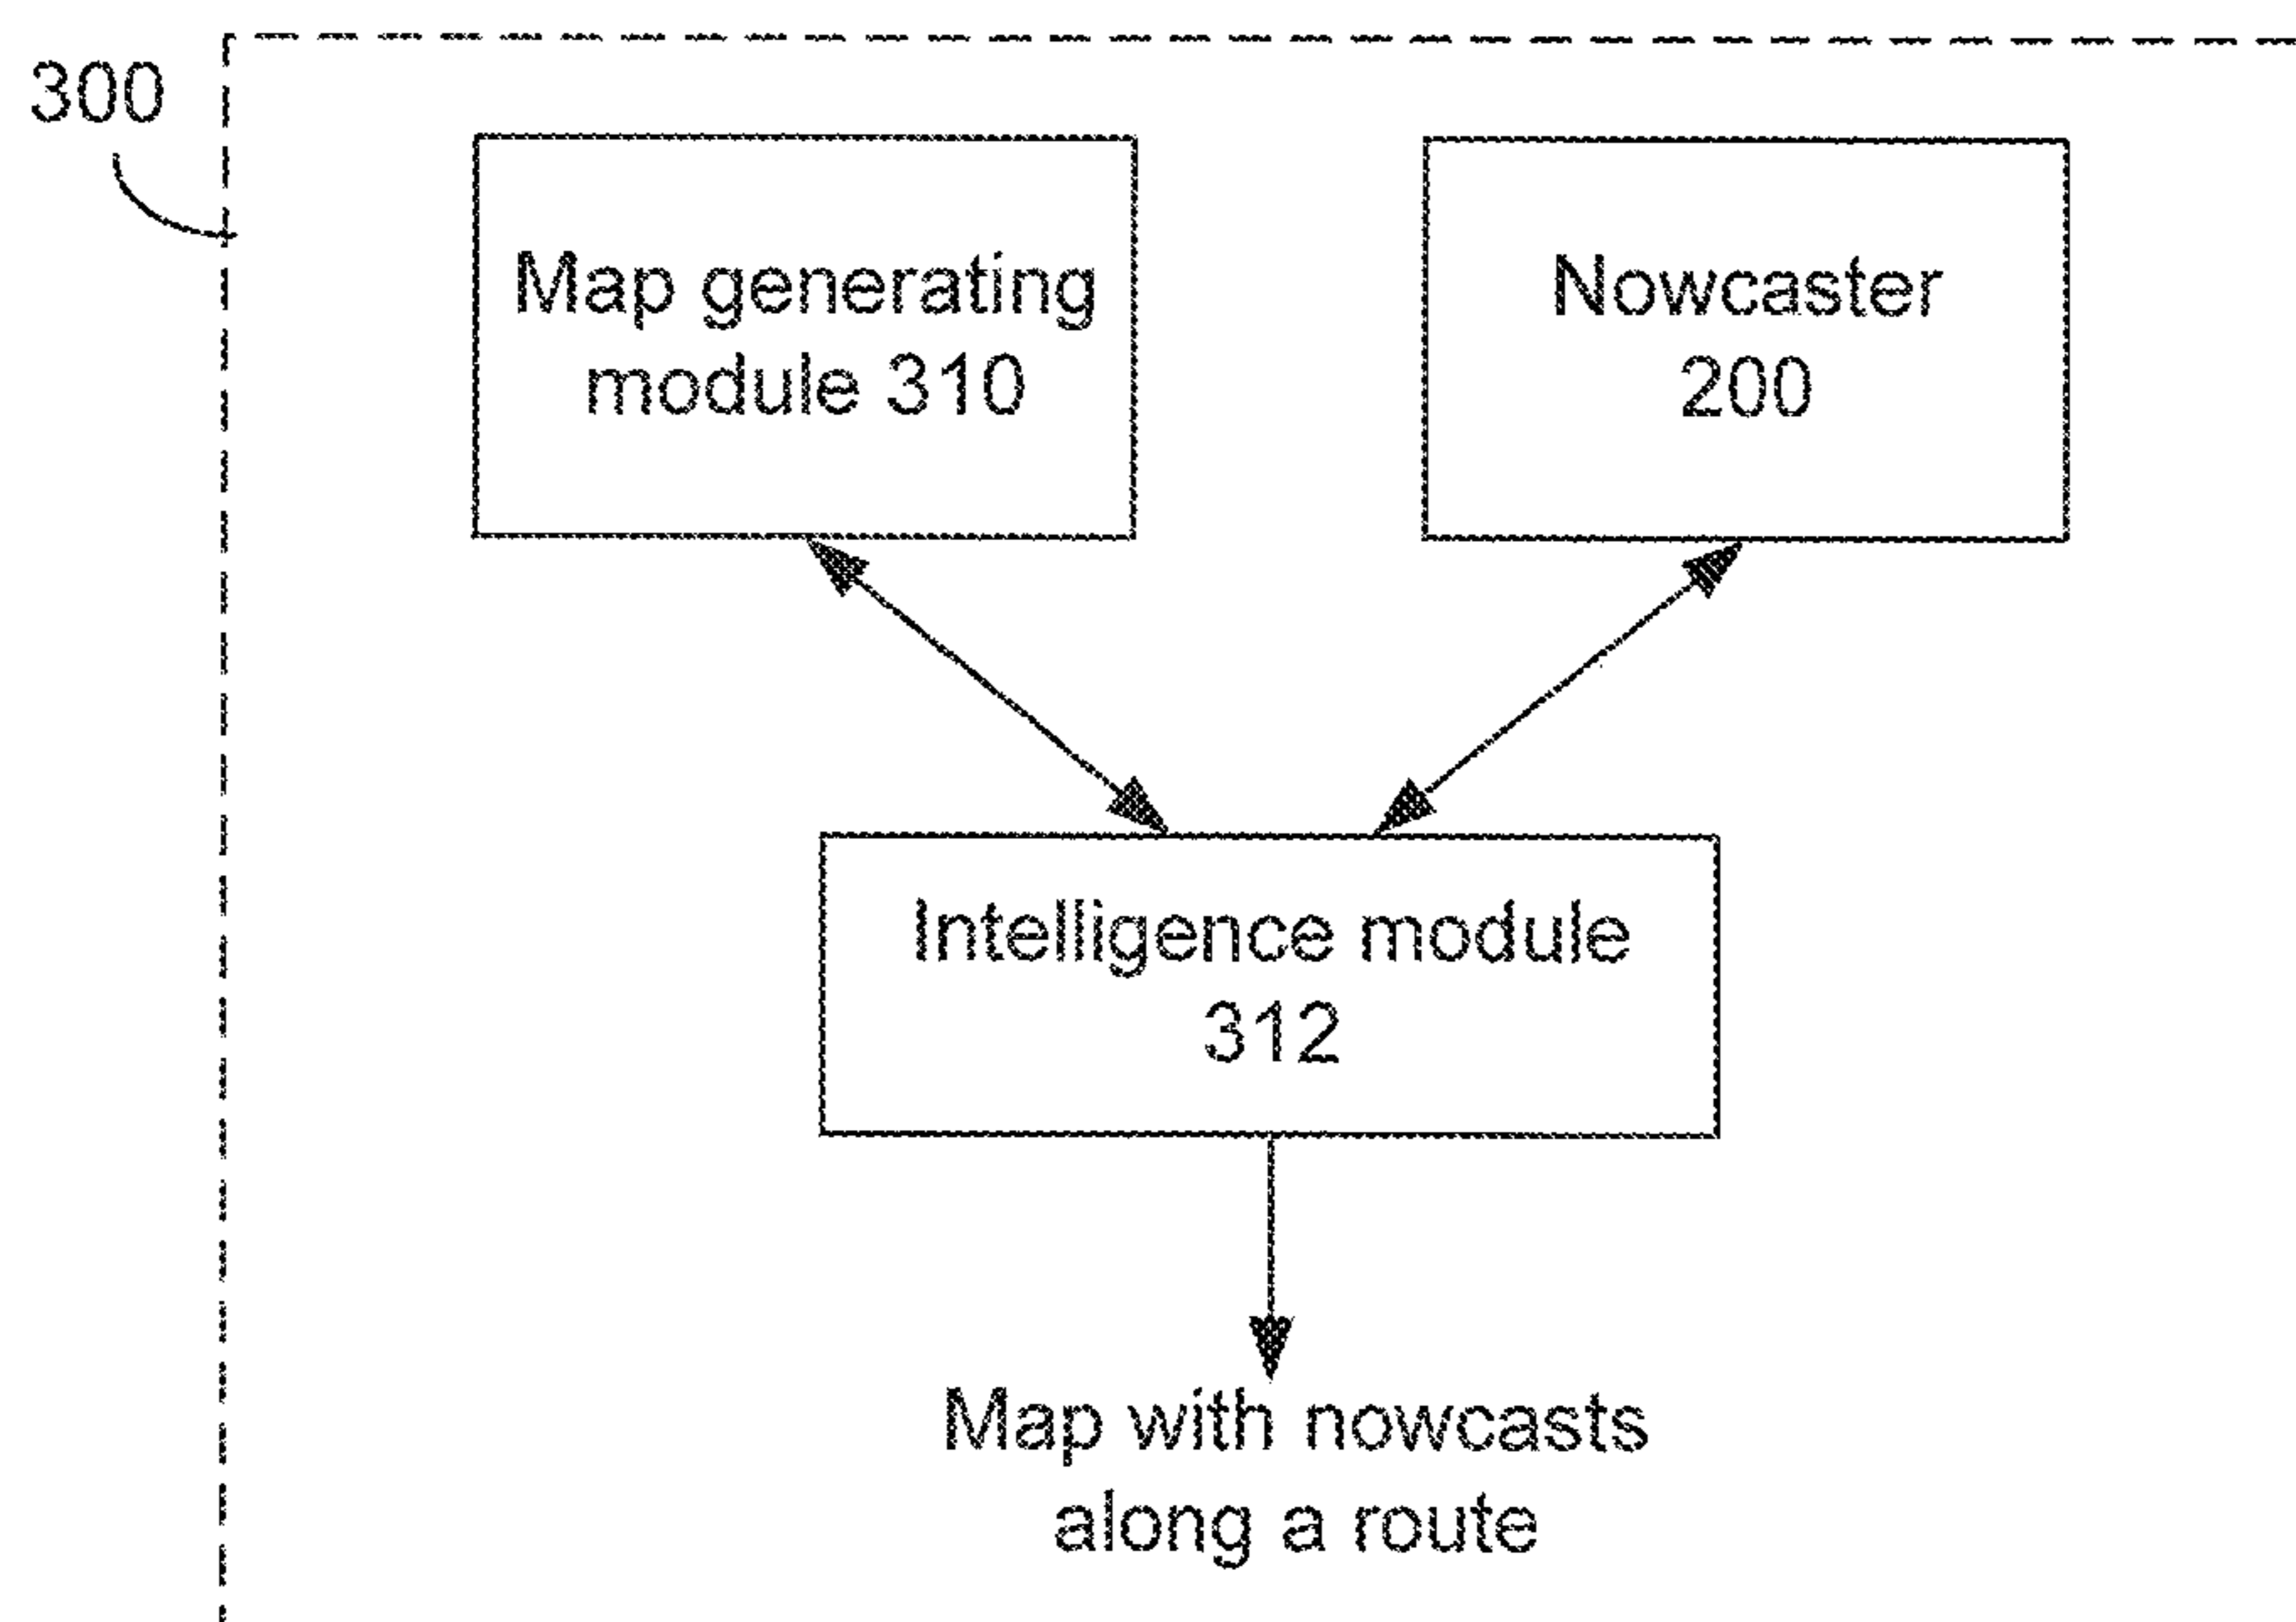 300
Map generating
module 310
Nowcaster
200
Intelligence module
312
Map with nowcasts
along a route